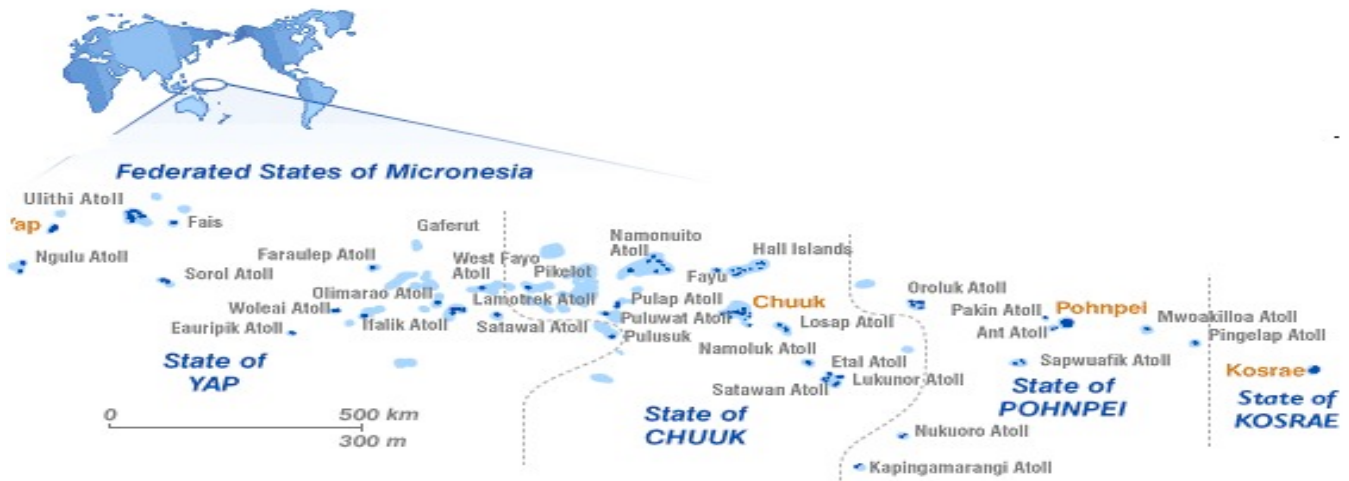 Federated States of Micronesia
Ulithi Atoll
Yap
Fais
Ngulu Atoll
Sorol Atoll
Gaferut
Faraulep Atoll
West Fayo
Atoll
Pikelot
Olimarao Atoll
Woleai Atoll
Lamotrek Atoll
Eauripik Atoll
Ifalik Atoll
Satawal Atoll
State of
YAP
Namonuito
Atoll
Hall Islands
Fayu
Pulap Atoll
Chuuk
Puluwat Atoll
Losap Atoll
Pulusuk
Namoluk Atoll
Etal Atoll
Satawan Atoll
Lukunor Atoll
State of
CHUUK
Oroluk Atoll
Pakin Atoll
Pohnpei
Mwoakilloa Atoll
Ant Atoll
Pingelap Atoll
Sapwuafik Atoll
State of
POHNPEI
Nukuoro Atoll
Kapingamarangi Atoll
Kosrae
State of
KOSRAE
0
500 km
300 m